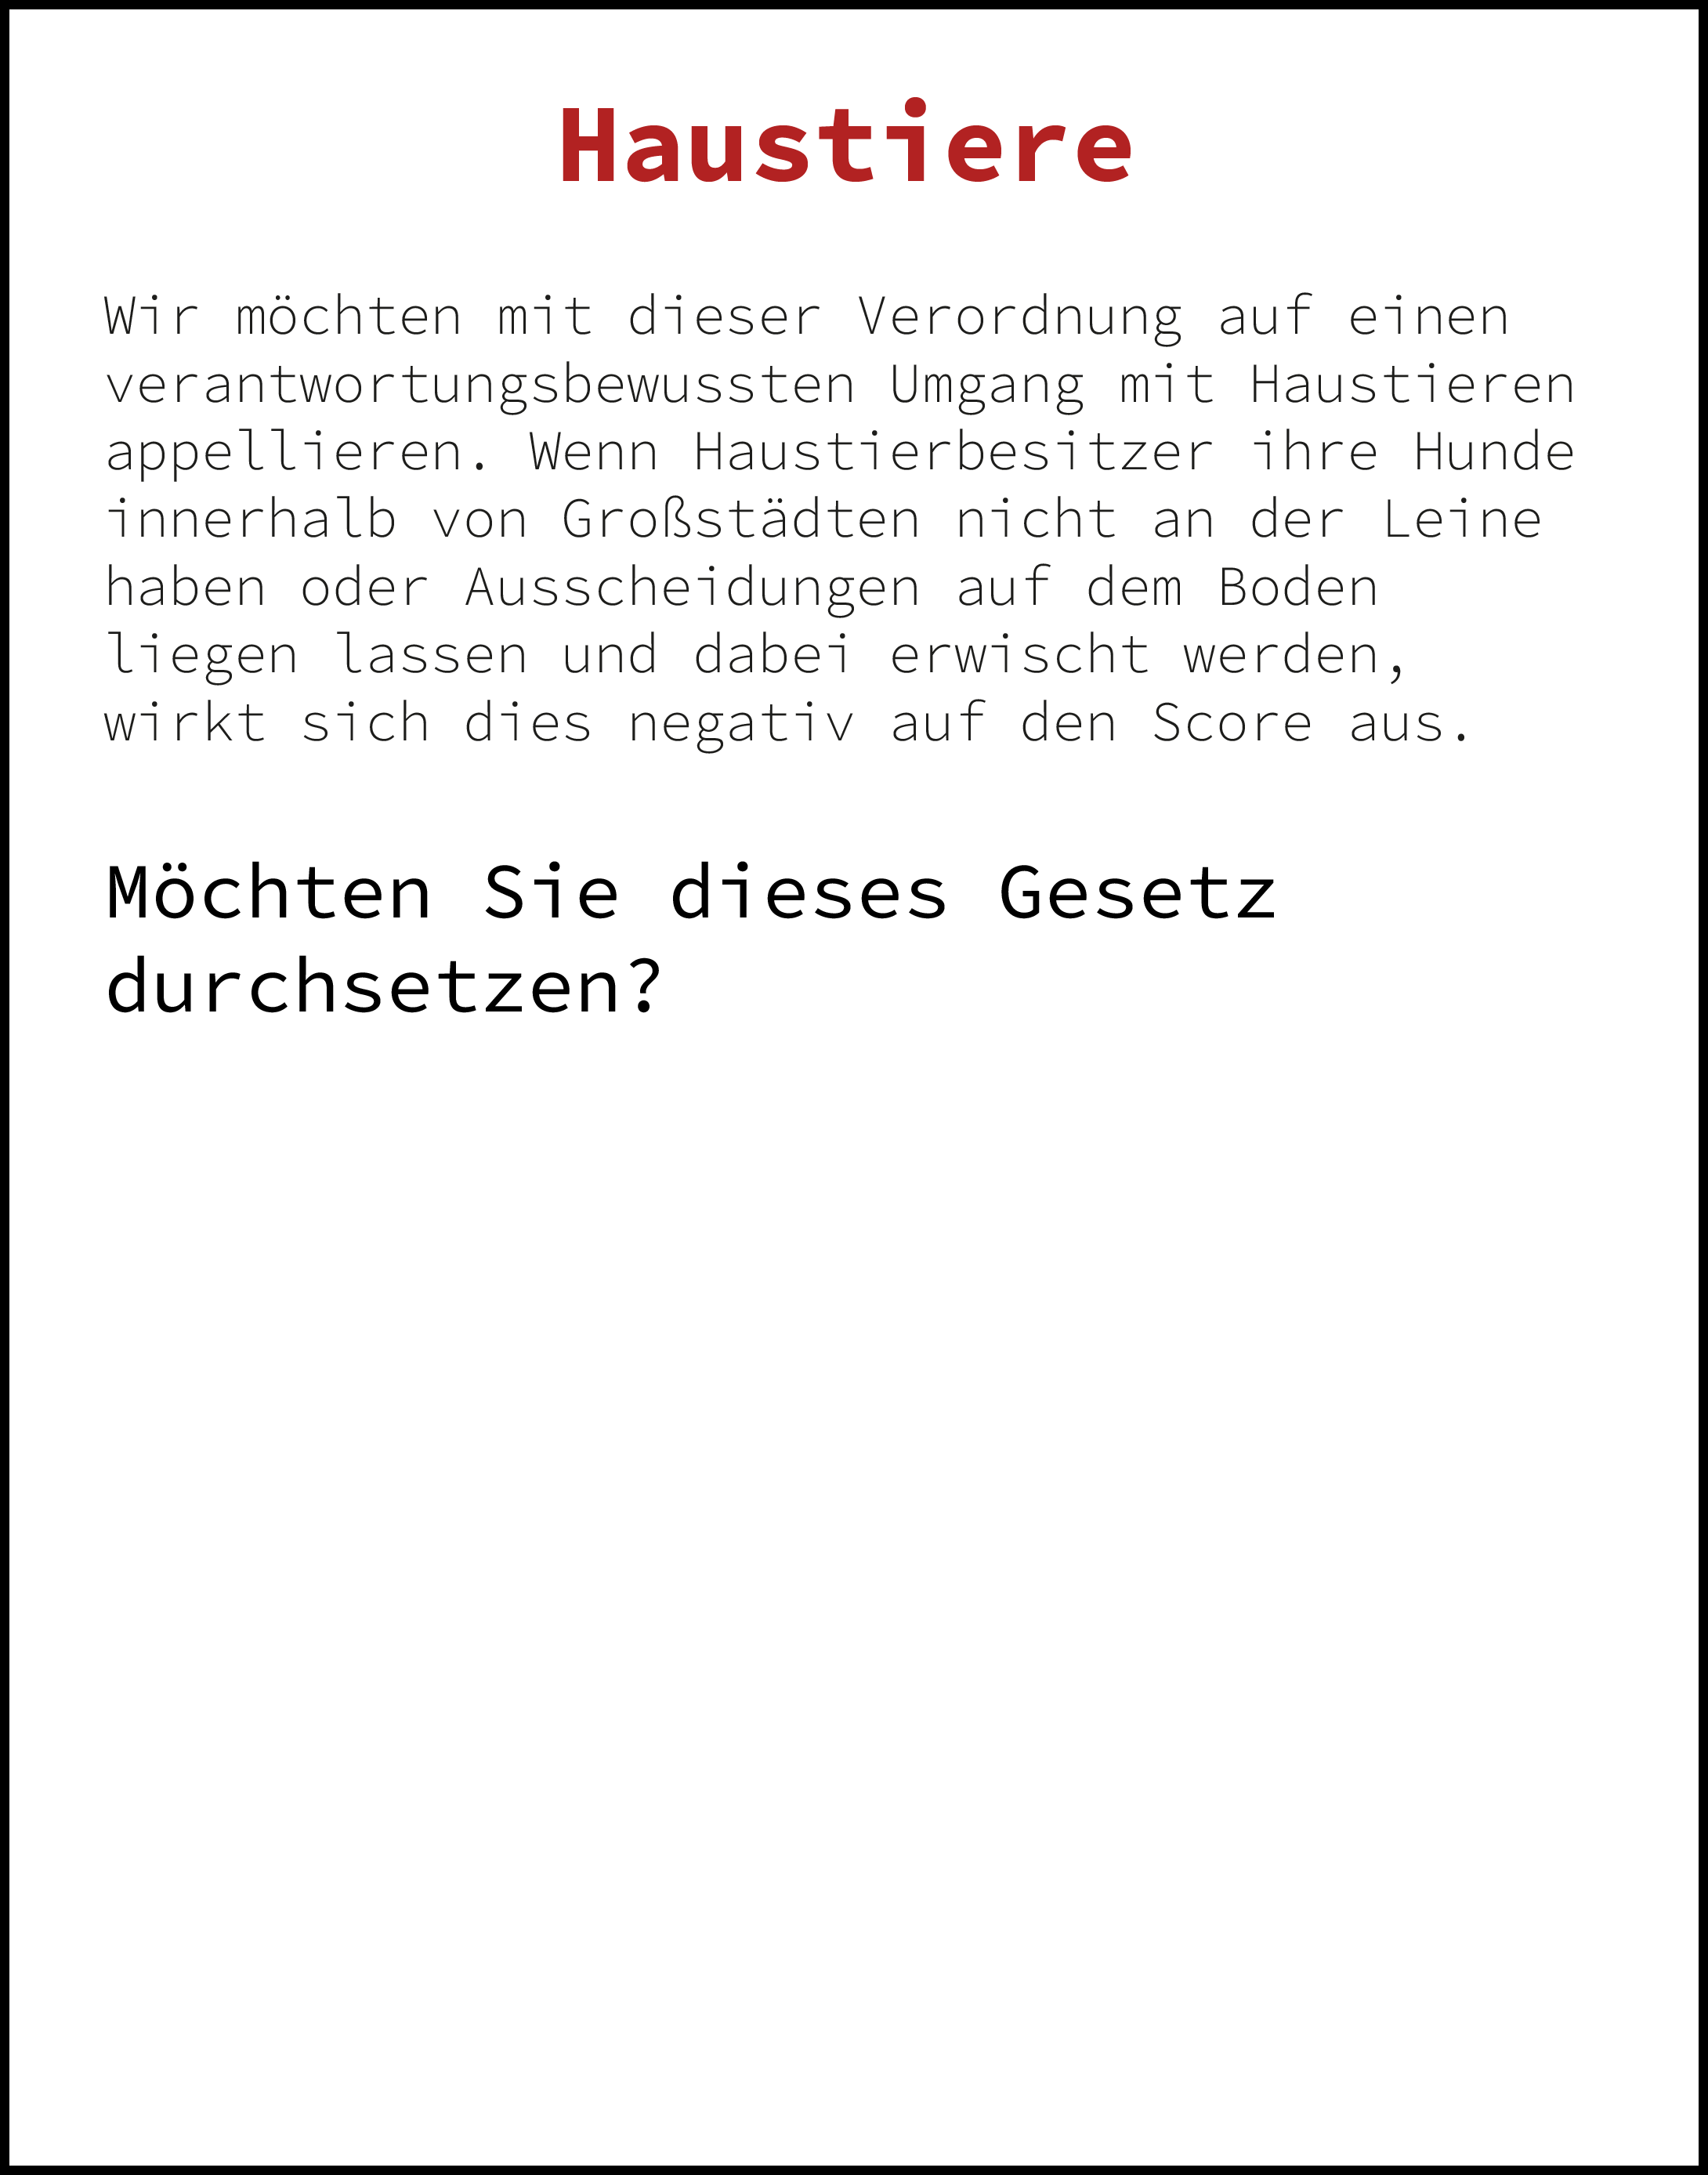 Haustiere
Wir möchten mit dieser Verordnung auf einen
verantwortungsbewussten Umgang mit Haustieren
appellieren. Wenn Haustierbesitzer ihre Hunde
innerhalb von Großstädten nicht an der Leine
haben oder Ausscheidungen auf dem Boden
liegen lassen und dabei erwischt werden,
wirkt sich dies negativ auf den Score aus.
Möchten Sie dieses Gesetz
durchsetzen?